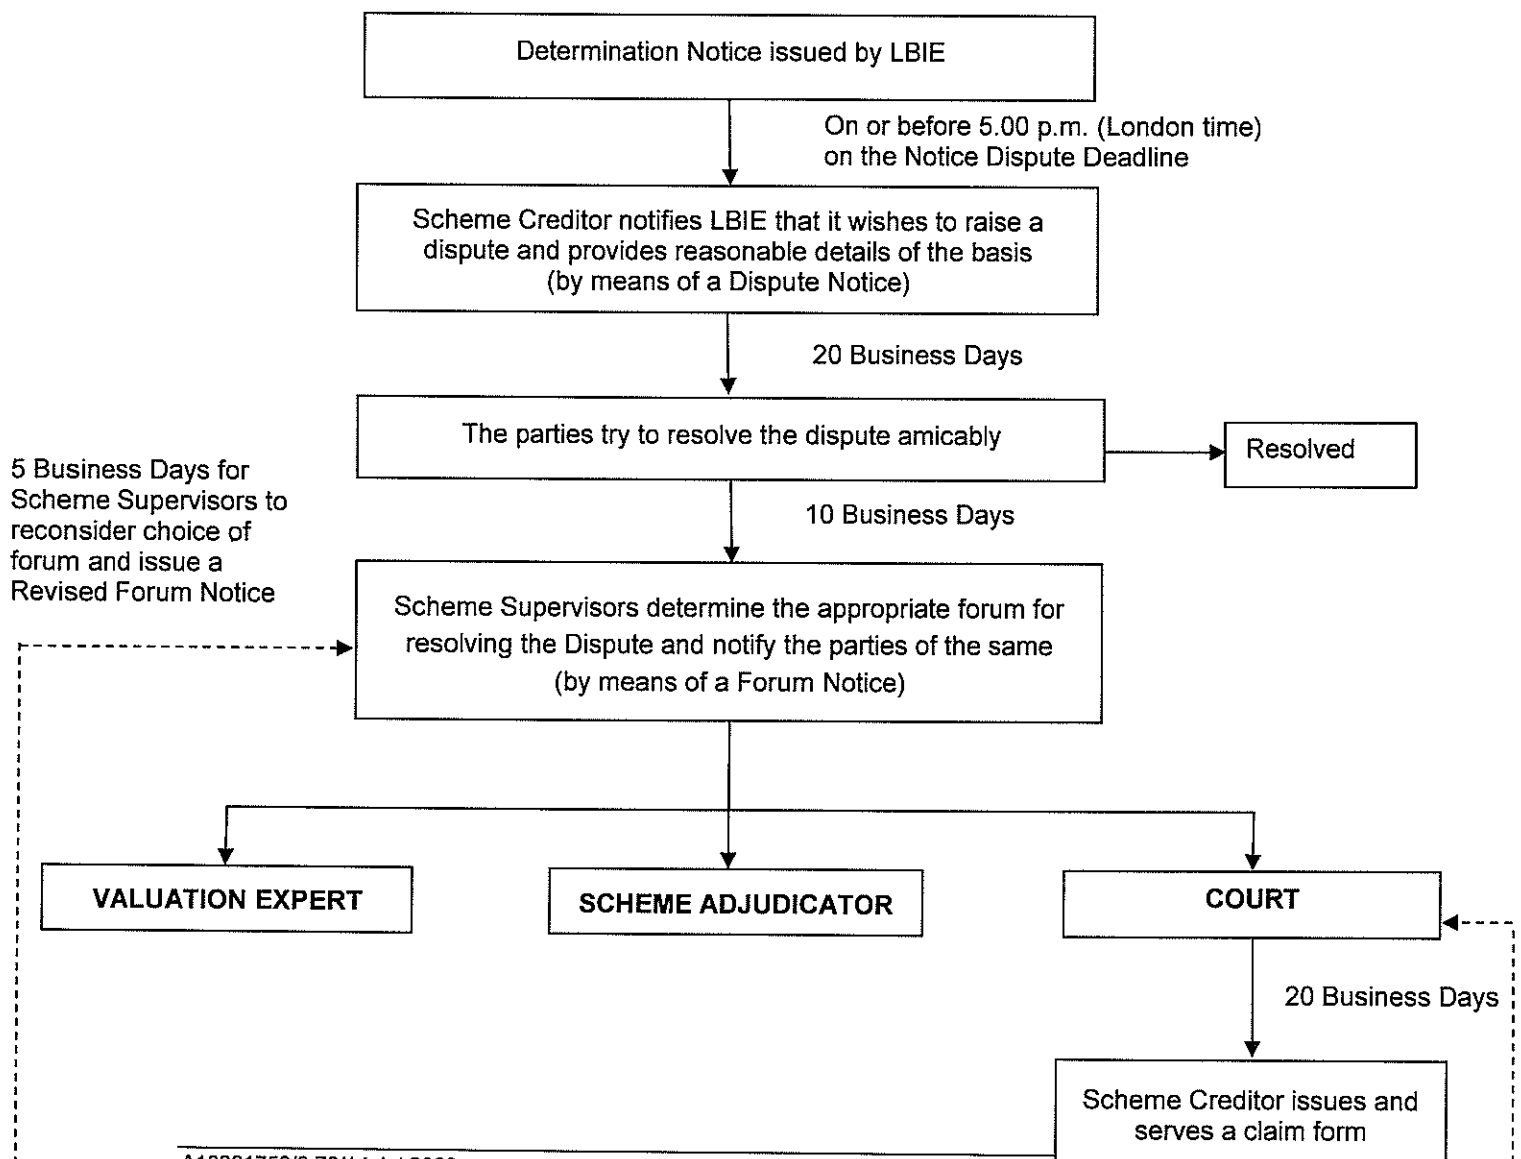 Determination Notice issued by LBIE
On or before 5.00 p.m. (London time)
on the Notice Dispute Deadline
Scheme Creditor notifies LBIE that it wishes to raise a
dispute and provides reasonable details of the basis
(by means of a Dispute Notice)
20 Business Days
The parties try to resolve the dispute amicably
Resolved
10 Business Days
5 Business Days for
Scheme Supervisors to
reconsider choice of
forum and issue a
Revised Forum Notice
Scheme Supervisors determine the appropriate forum for
resolving the Dispute and notify the parties of the same
(by means of a Forum Notice)
VALUATION EXPERT
SCHEME ADJUDICATOR
COURT
20 Business Days
Scheme Creditor issues and
serves a claim form